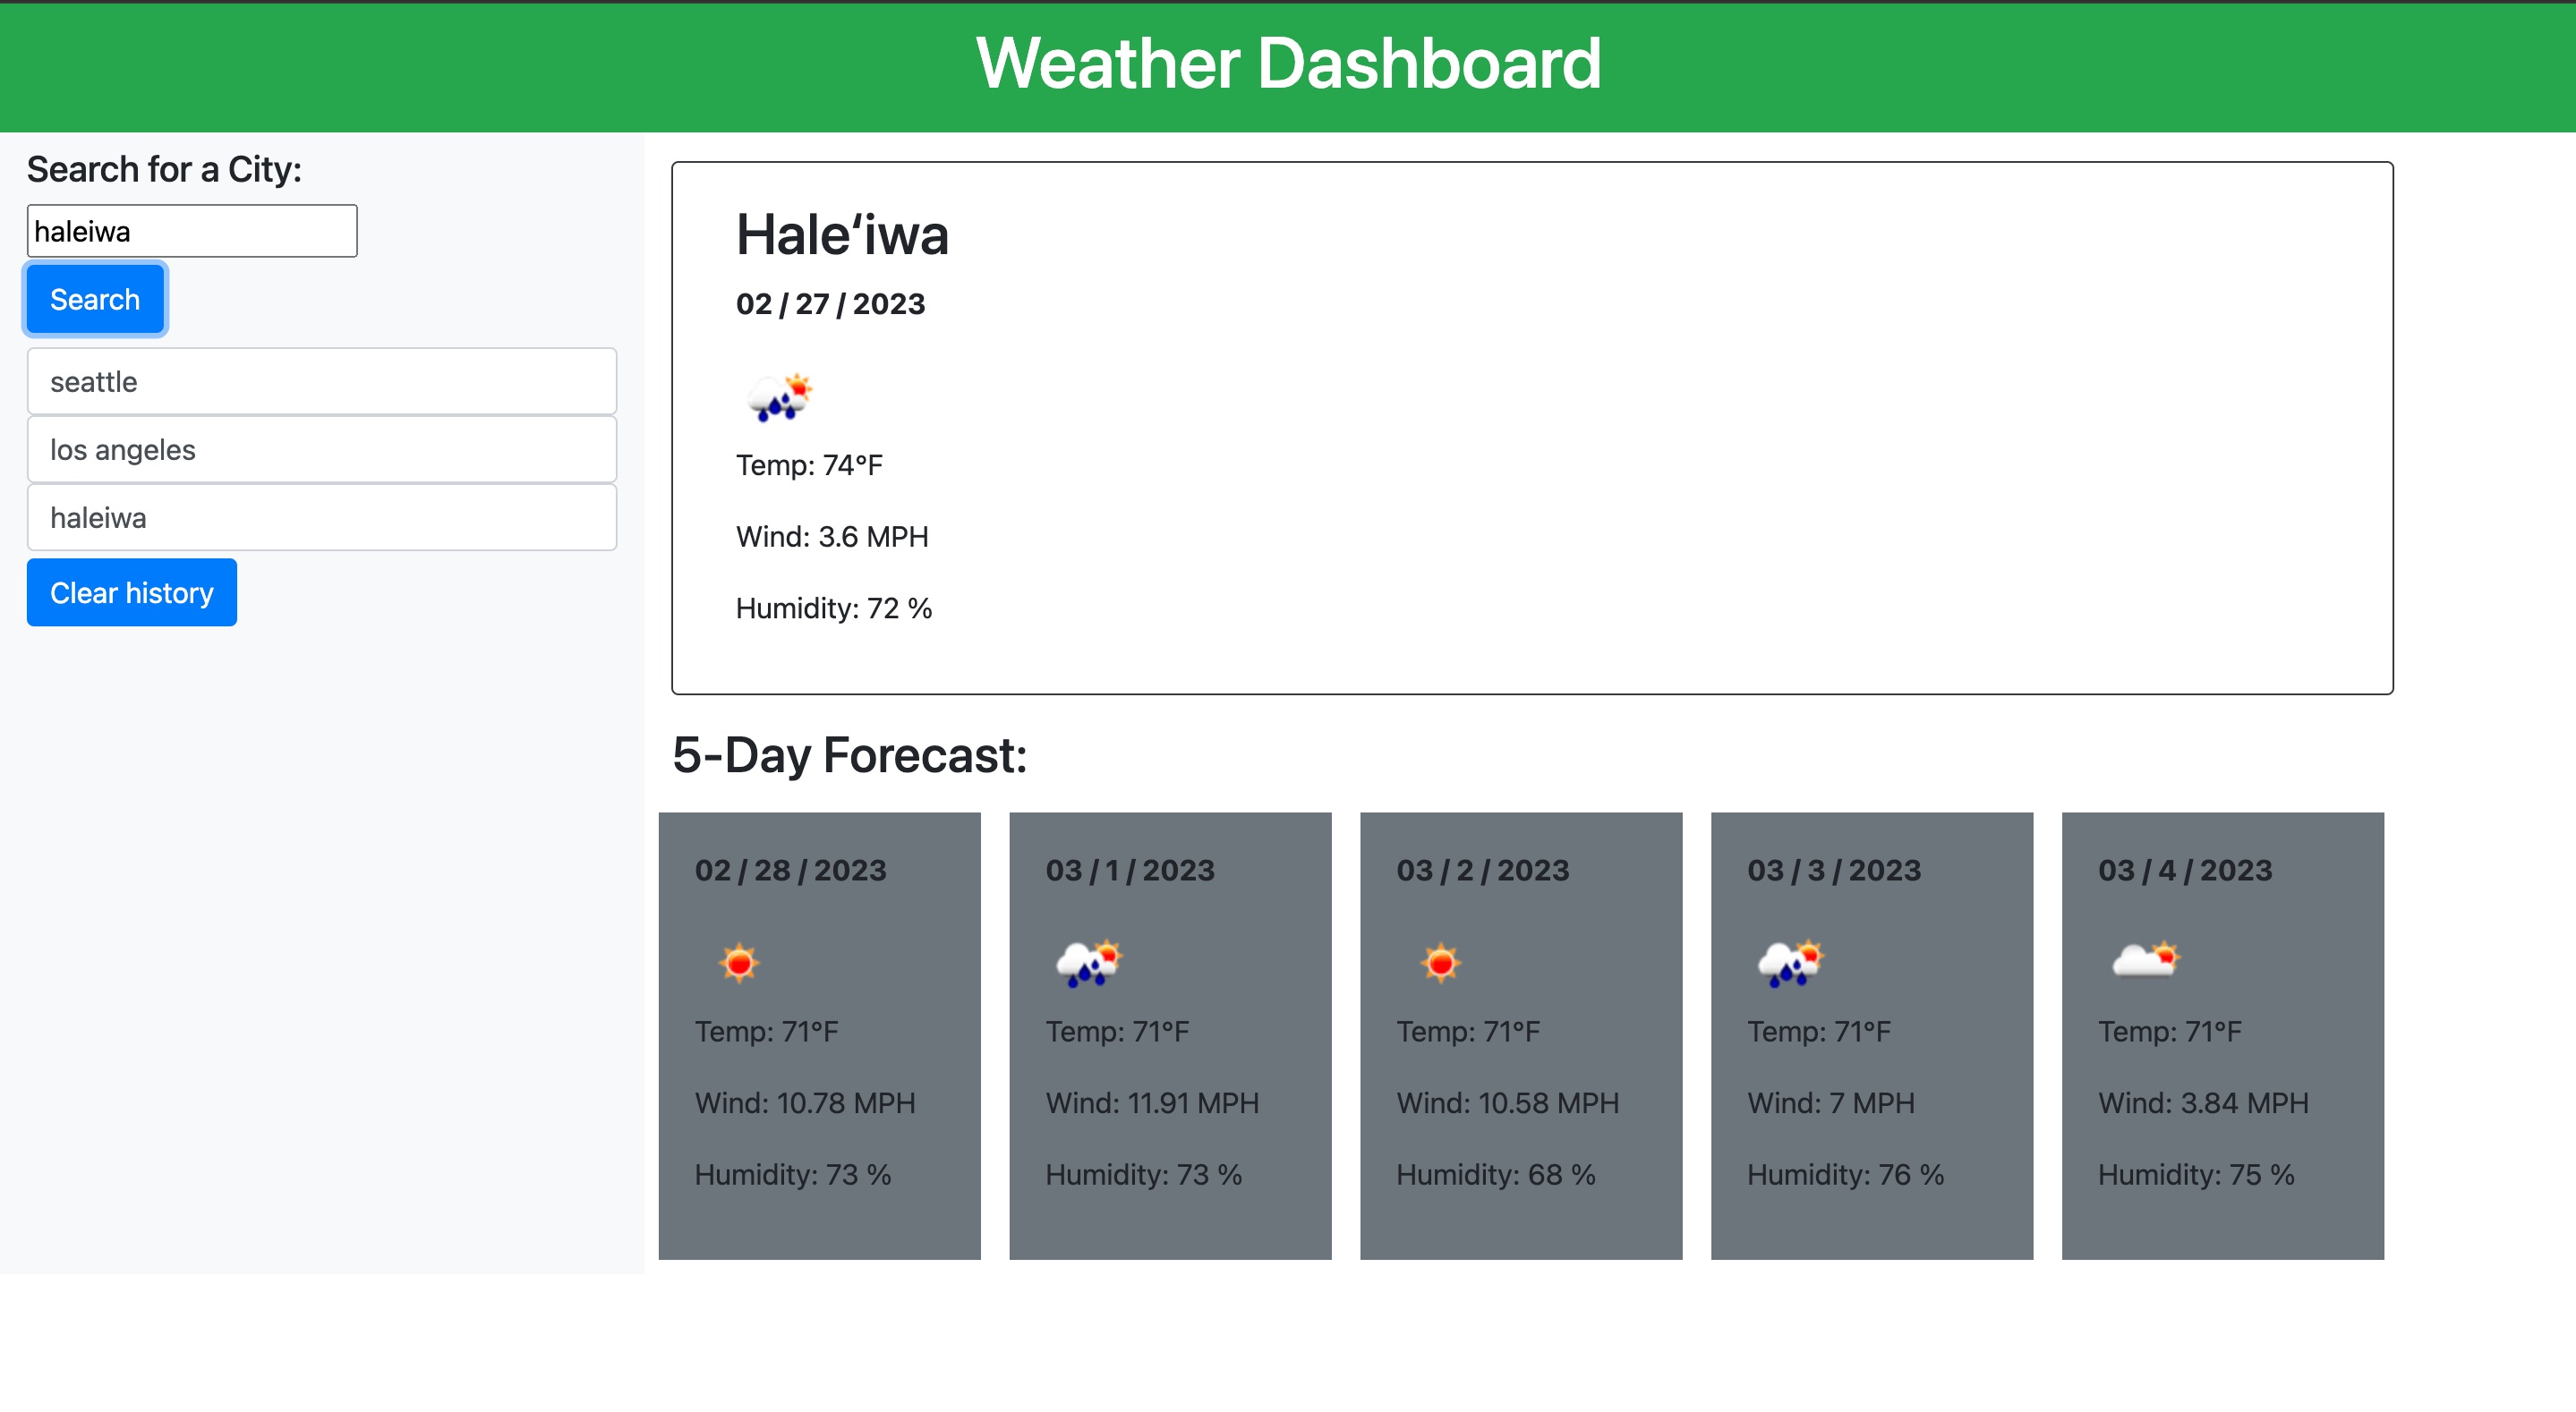 Weather Dashboard
Search for a City:
haleiwa
Search
seattle
los angeles
haleiwa
Clear history
Haleʻiwa
02 / 27 / 2023
Temp: 74°F
Wind: 3.6 MPH
Humidity: 72 %
5-Day Forecast:
02 / 28 / 2023
Temp: 71°F
Wind: 10.78 MPH
Humidity: 73 %
03 / 1 / 2023
Temp: 71°F
Wind: 11.91 MPH
Humidity: 73 %
03 / 2 / 2023
Temp: 71°F
Wind: 10.58 MPH
Humidity: 68 %
03 / 3 / 2023
Temp: 71°F
Wind: 7 MPH
Humidity: 76 %
03 / 4 / 2023
Temp: 71°F
Wind: 3.84 MPH
Humidity: 75 %